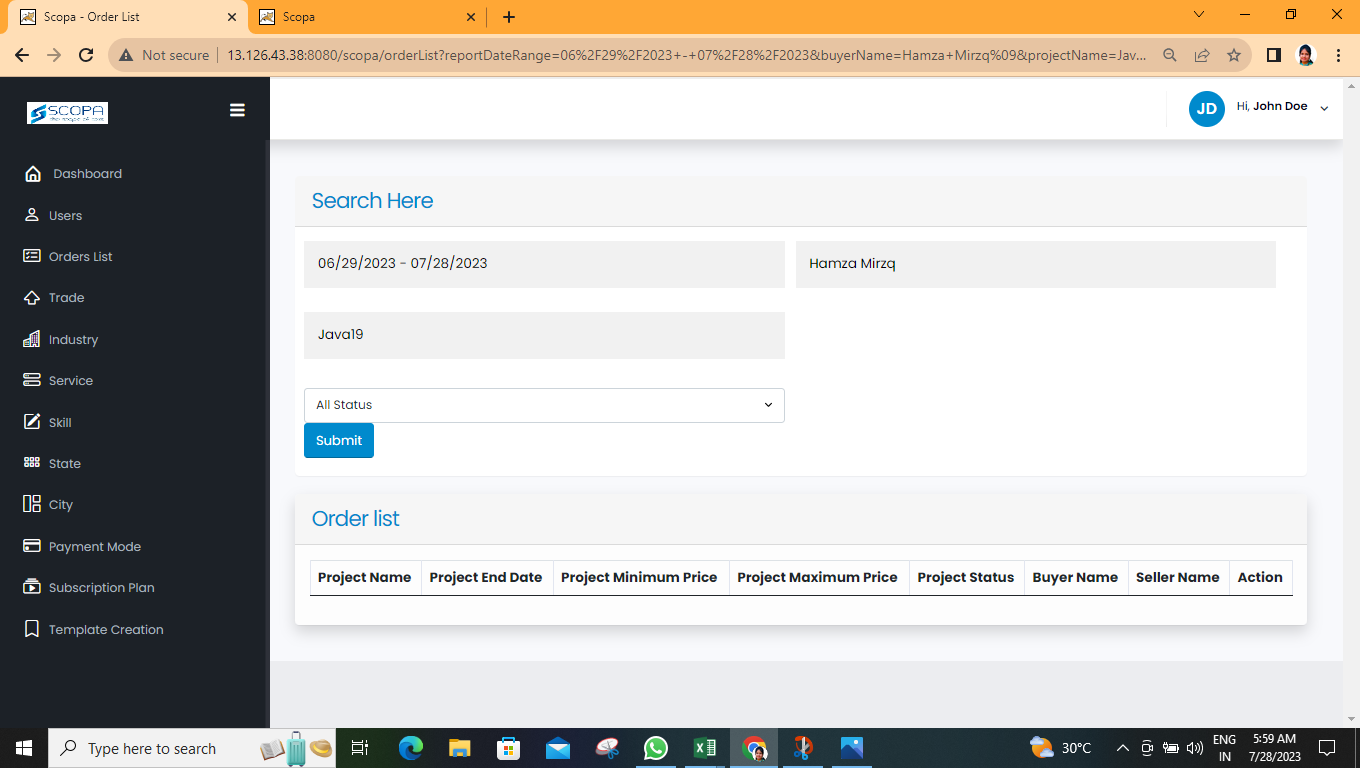 Scopa - Order List
Scopa
Not secure
13.126.43.38:8080/scopa/orderList?reportDateRange=06%2F29%2F2023+-+07%2F28%2F2023&buyerName=Hamza+Mirzq%09&projectName=Jav...
SCOPA
JD
Hi, John Doe
Dashboard
Users
Orders List
Trade
Industry
Service
Skill
State
City
Payment Mode
Subscription Plan
Template Creation
Search Here
06/29/2023 - 07/28/2023
Hamza Mirzq
Java19
All Status
Submit
Order list
Project Name Project End Date Project Minimum Price Project Maximum Price Project Status Buyer Name Seller Name Action
Type here to search
30°C
ENG
IN
5:59 AM
7/28/2023